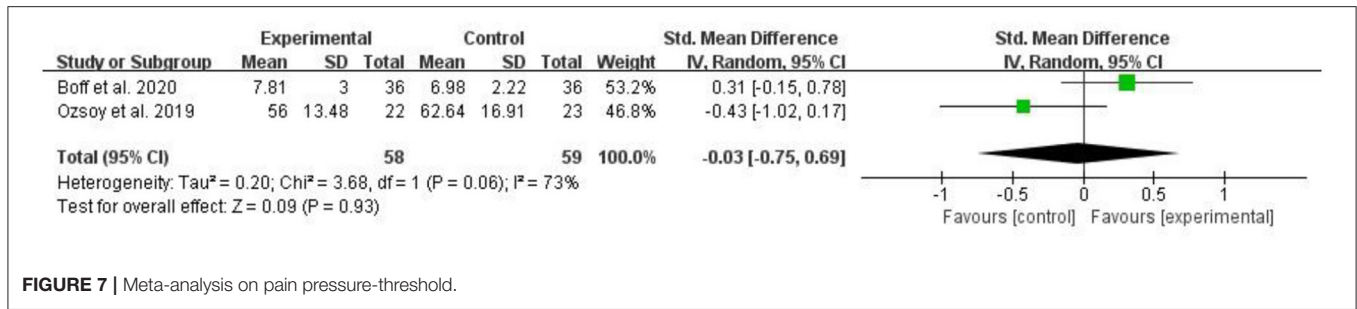 Experimental Control Std. Mean Difference Std. Mean Difference
Study or Subgroup Mean SD Total Mean SD Total Weight IV, Random, 95% CI IV, Random, 95% CI
Boff et al. 2020 7.81 3 36 6.98 2.22 36 53.2% 0.31 [-0.15, 0.78]
Ozsoy et al. 2019 56 13.48 22 62.64 16.91 23 46.8% -0.43 [-1.02, 0.17]
Total (95% CI) 58 59 100.0% -0.03 [-0.75, 0.69]
Heterogeneity: Tau² = 0.20; Chi² = 3.68, df = 1 (P = 0.06); I² = 73%
Test for overall effect: Z = 0.09 (P = 0.93)
-1 -0.5 0 0.5 1
Favours [control] Favours [experimental]
FIGURE 7 | Meta-analysis on pain pressure-threshold.